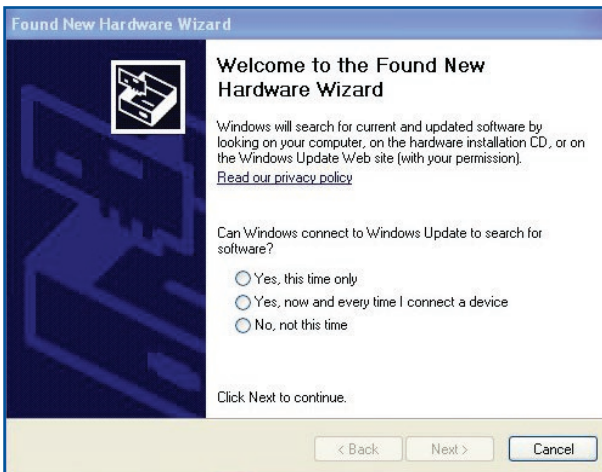 Found New Hardware Wizard
Welcome to the Found New
Hardware Wizard
Windows will search for current and updated software by
looking on your computer, on the hardware installation CD, or on
the Windows Update Web site (with your permission).
Read our privacy policy
Can Windows connect to Windows Update to search for
software?
Yes, this time only
Yes, now and every time I connect a device
No, not this time
Click Next to continue.
< Back Next > Cancel